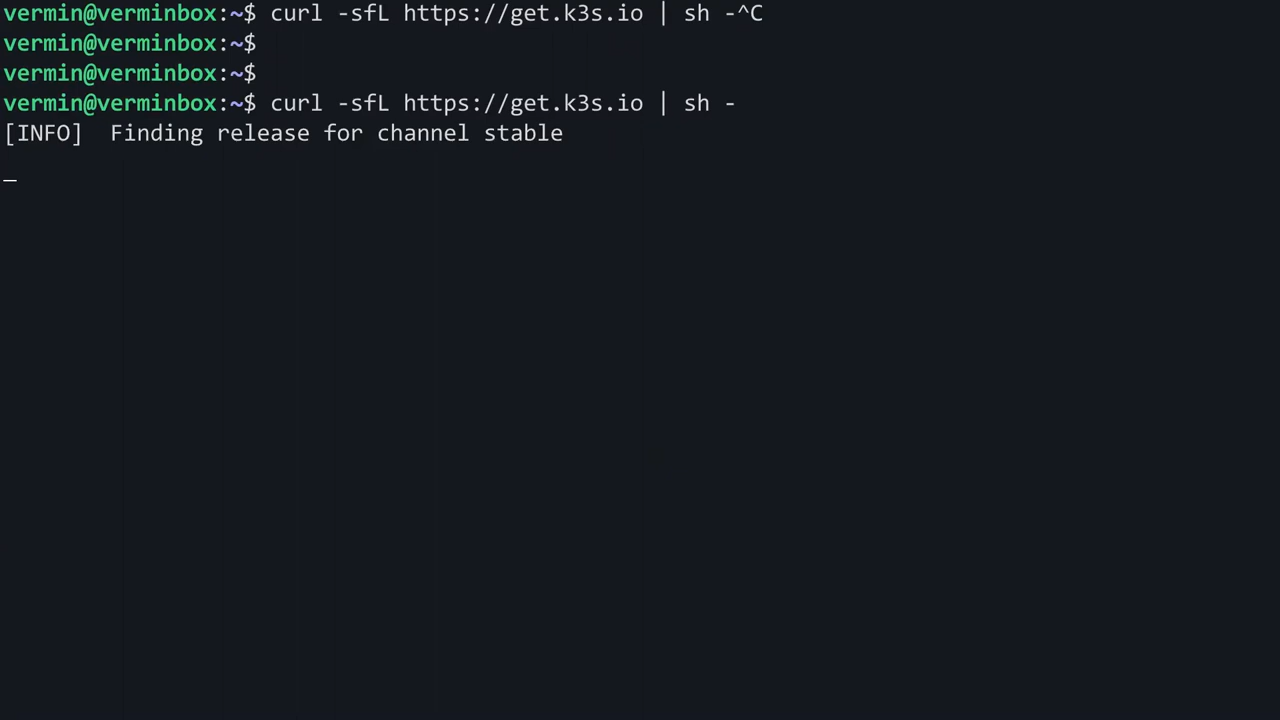 vermin@verminbox:~$ curl -sfL https://get.k3s.io | sh -^C
vermin@verminbox:~$
vermin@verminbox:~$
vermin@verminbox:~$ curl -sfL https://get.k3s.io | sh -
[INFO]  Finding release for channel stable
_